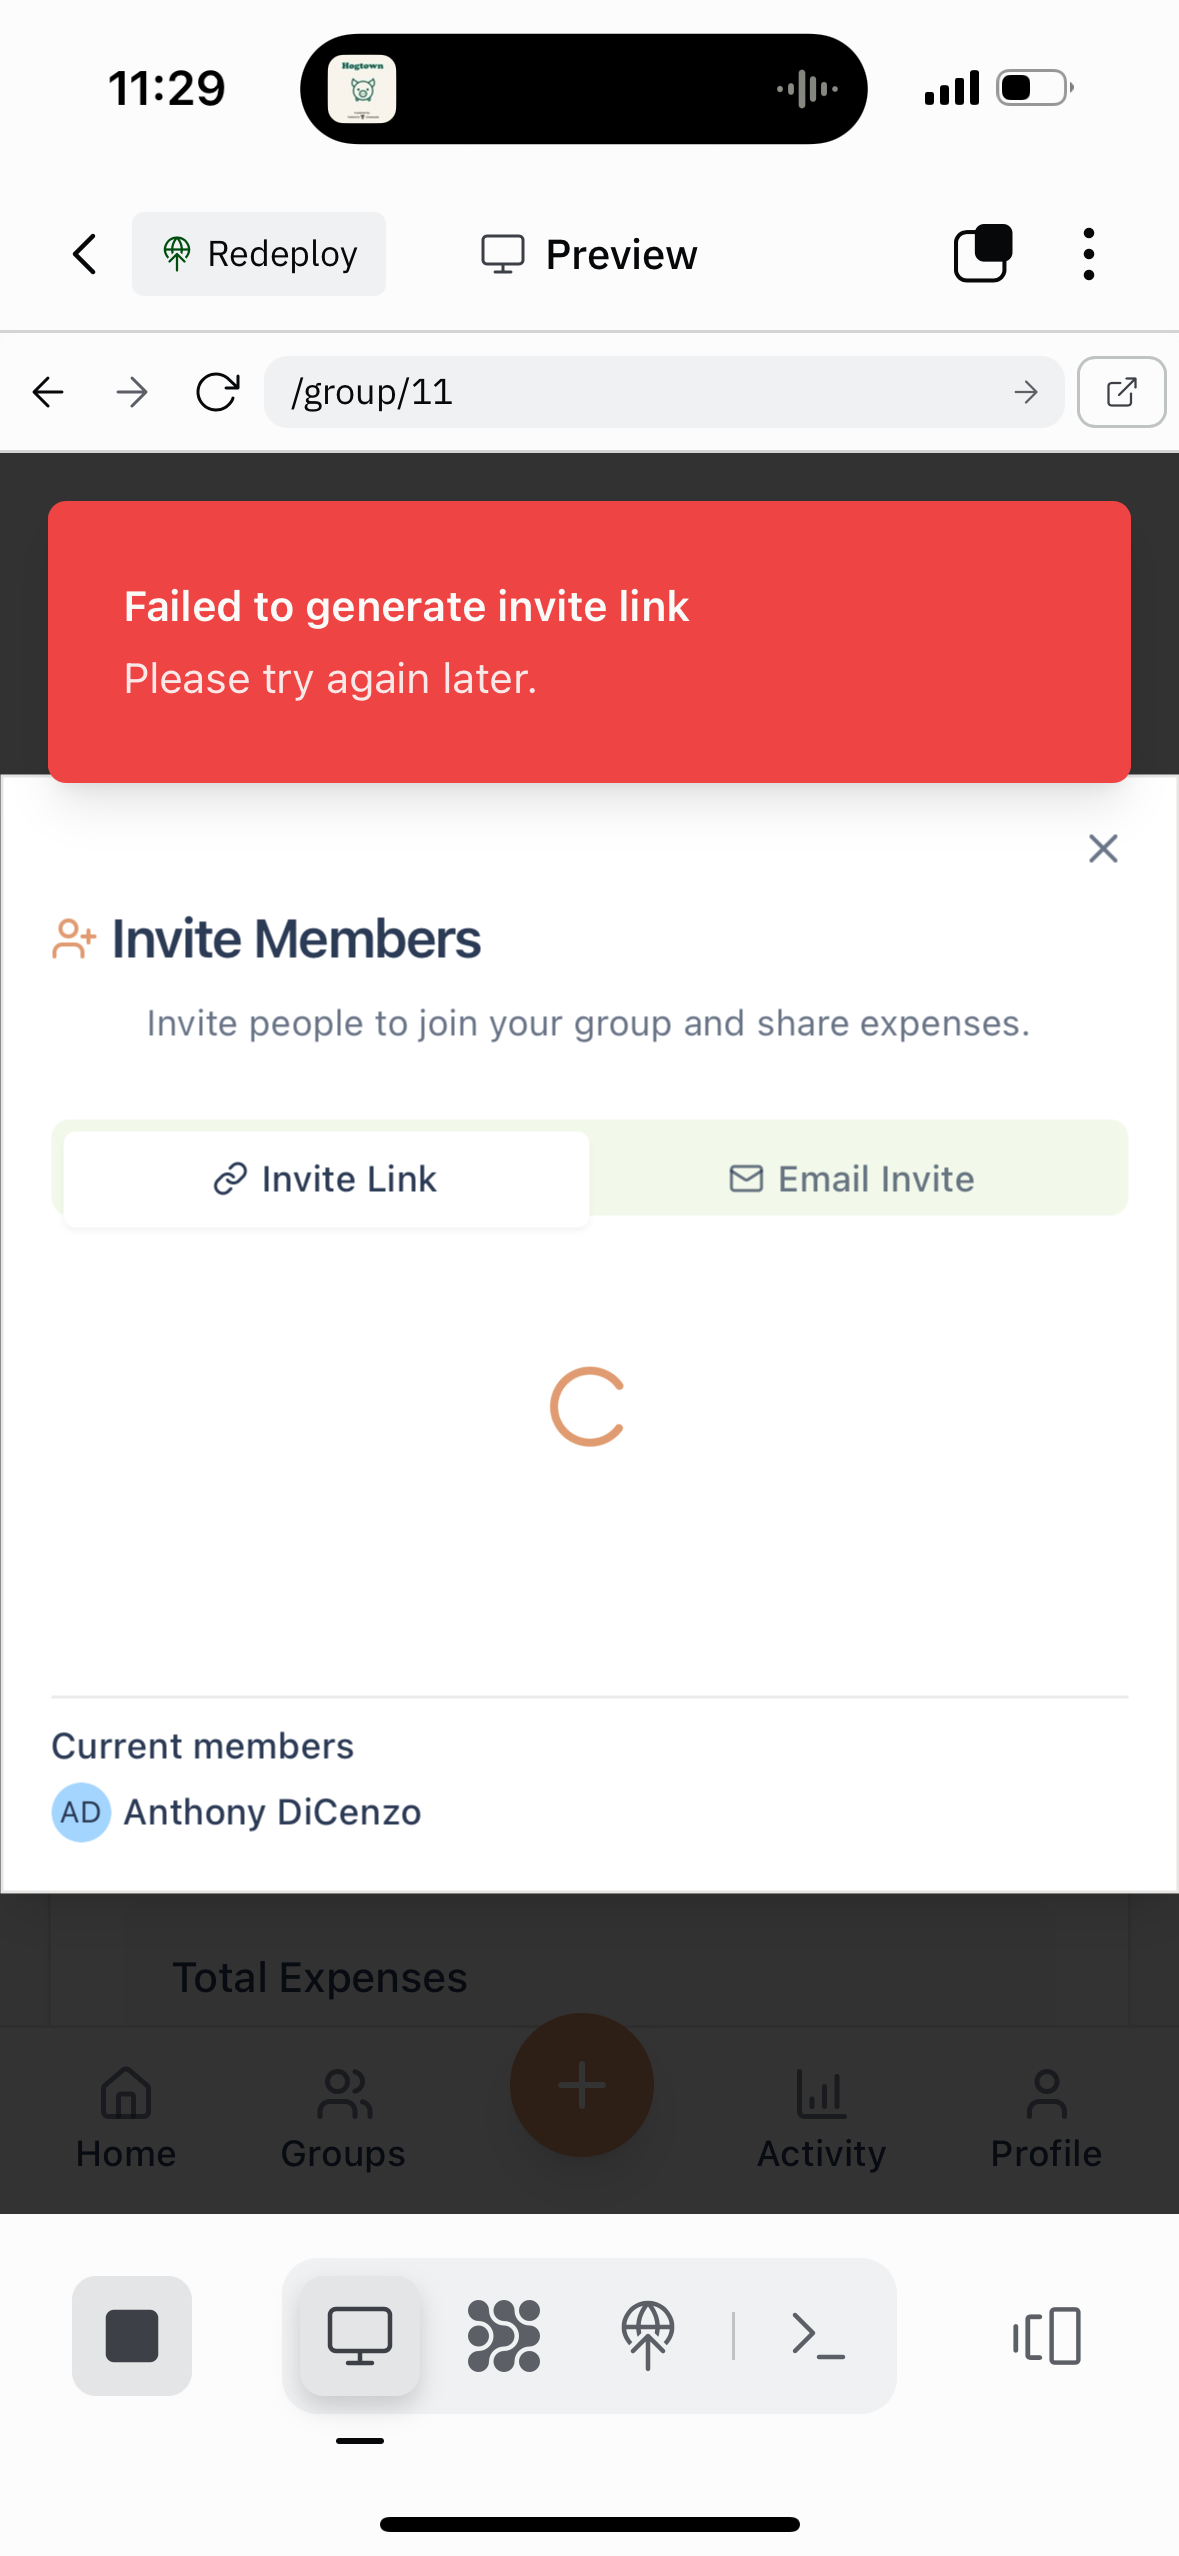 11:29
Hogtown
Redeploy
Preview
/group/11
Failed to generate invite link
Please try again later.
Invite Members
Invite people to join your group and share expenses.
Invite Link
Email Invite
Current members
AD Anthony DiCenzo
Total Expenses
Home
Groups
Activity
Profile